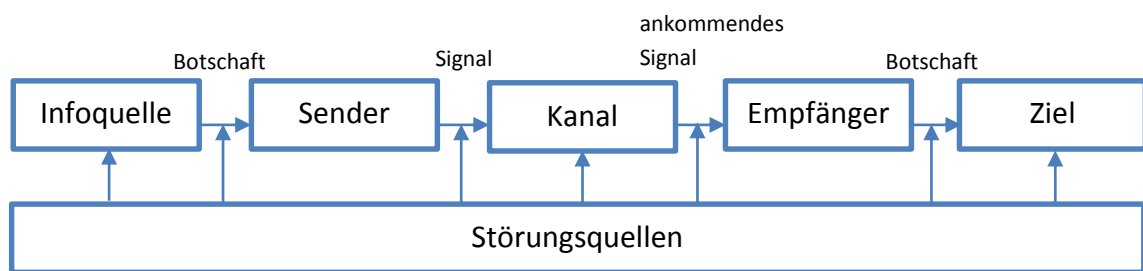 ankommendes
Botschaft Signal Signal Botschaft
Infoquelle Sender Kanal Empfänger Ziel
Störungsquellen